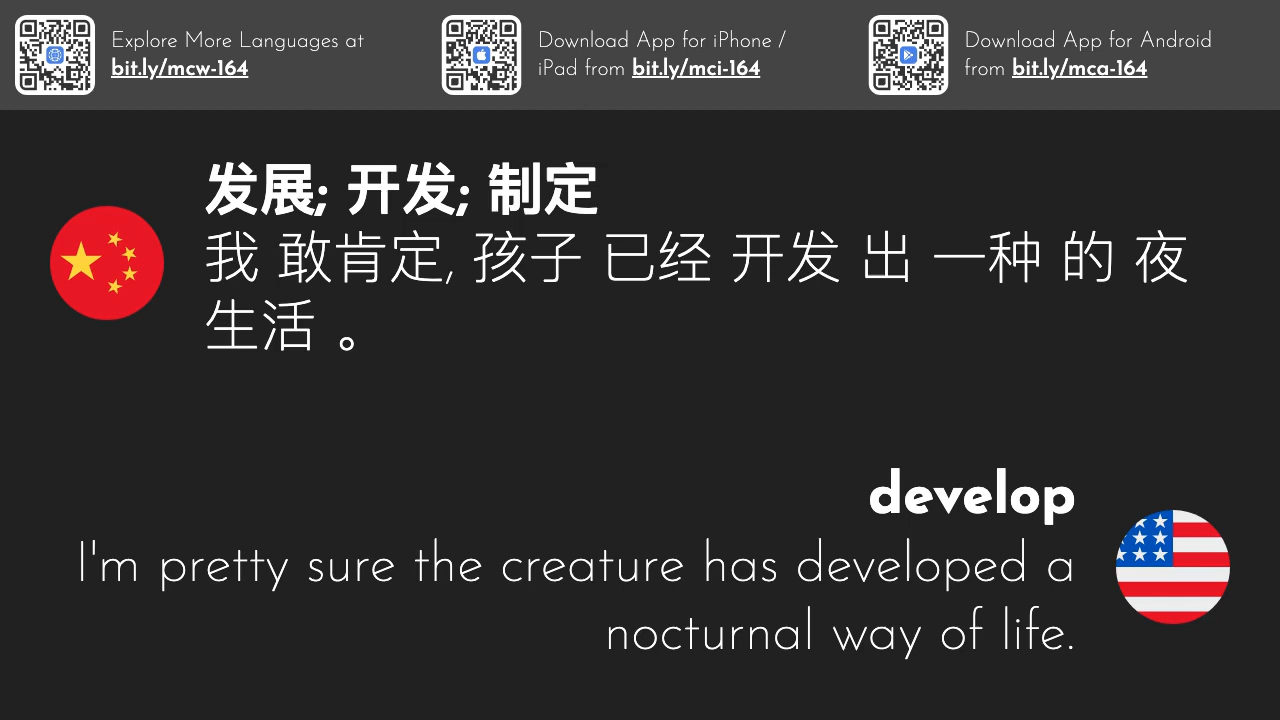 Explore More Languages at
bit.ly/mcw-164
Download App for iPhone /
iPad from bit.ly/mci-164
Download App for Android
from bit.ly/mca-164
发展; 开发; 制定
我 敢肯定, 孩子 已经 开发 出 一种 的 夜
生活 。
develop
I'm pretty sure the creature has developed a
nocturnal way of life.